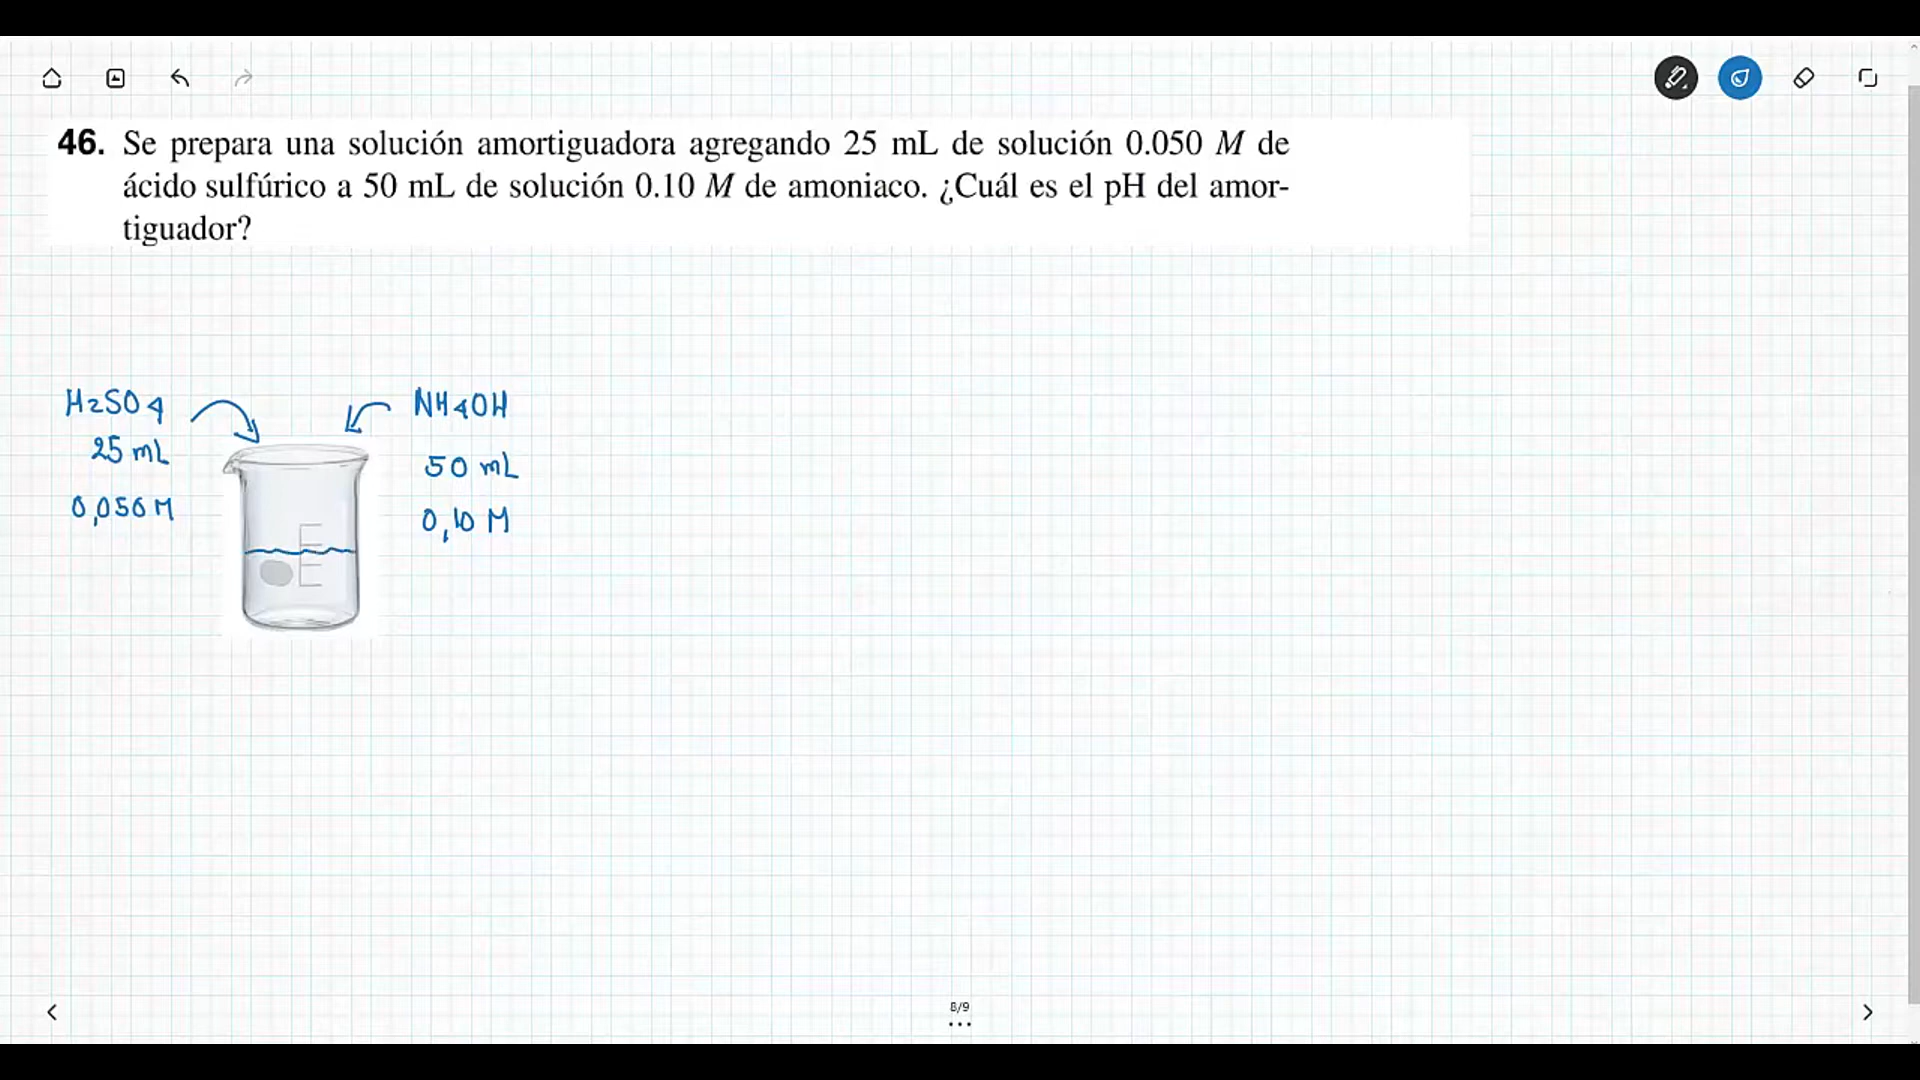 46. Se prepara una solución amortiguadora agregando 25 mL de solución 0.050 M de
ácido sulfúrico a 50 mL de solución 0.10 M de amoniaco. ¿Cuál es el pH del amor-
tiguador?
H2SO4
25 mL
0,050 M
NH4OH
50 mL
0,10 M
8/9